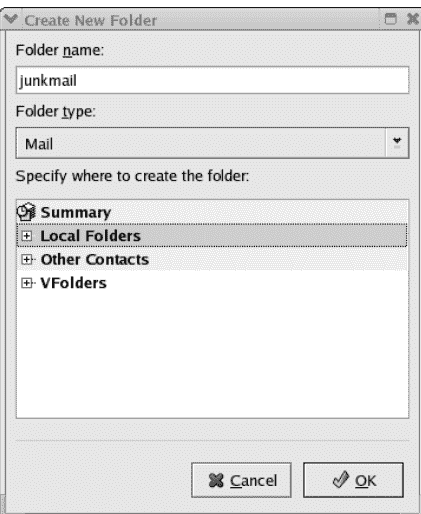 Create New Folder
Folder name:
junkmail
Folder type:
Mail
Specify where to create the folder:
Summary
Local Folders
Other Contacts
VFolders
Cancel
OK